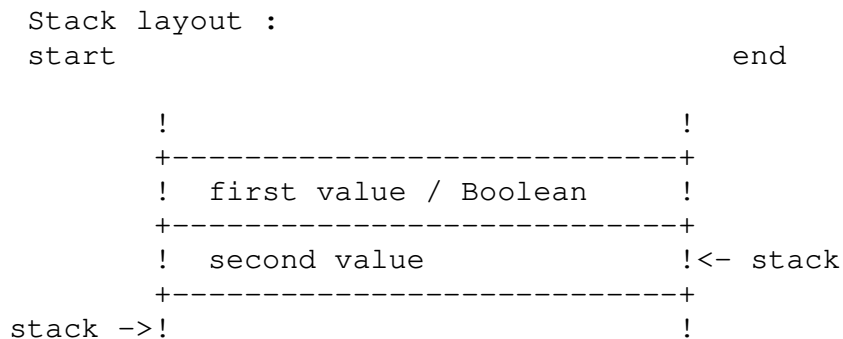 Stack layout :
start                                  end
!                            !
+----------------------------+
!  first value / Boolean     !
+----------------------------+
!  second value              !<- stack
+----------------------------+
stack ->!                            !